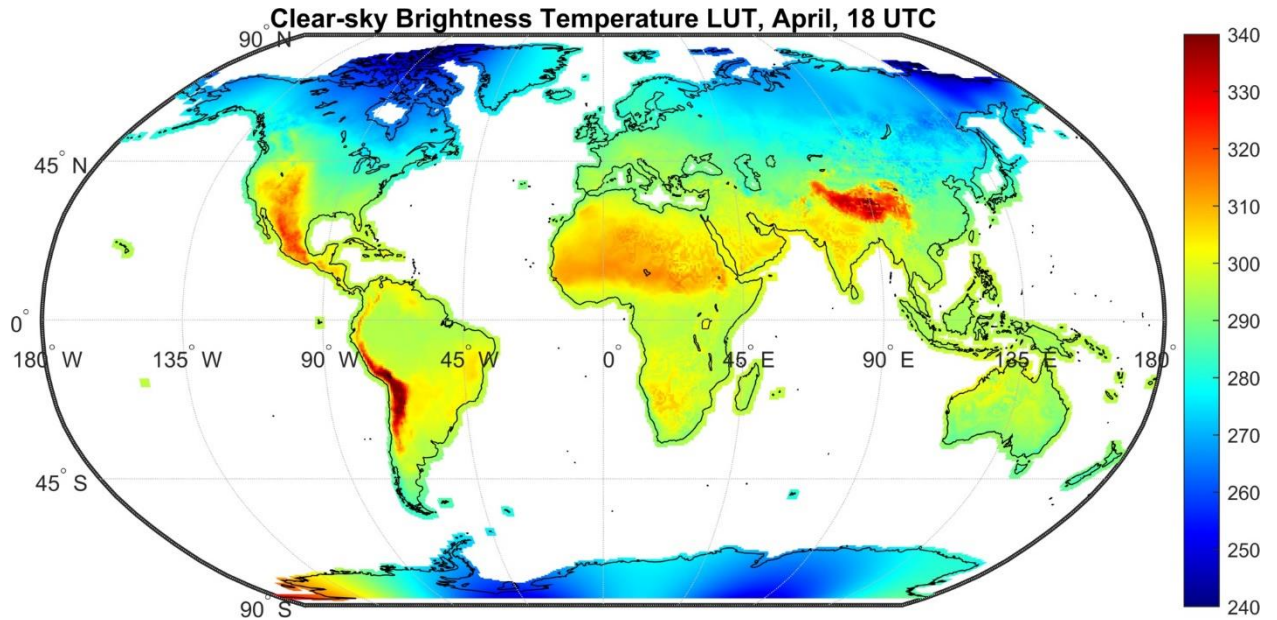 Clear-sky Brightness Temperature LUT, April, 18 UTC
90° N
45° N
0°
180° W 135° W 90° W 45° W 0° 45° E 90° E 135° E 180°
45° S
90° S
340
330
320
310
300
290
280
270
260
250
240